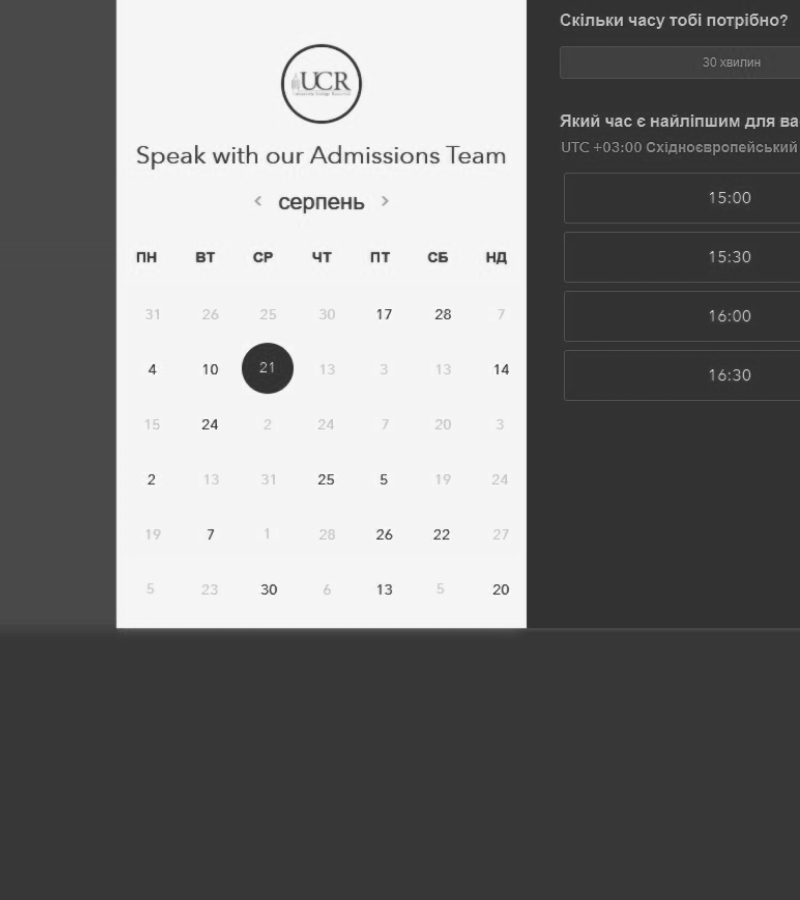 UCR
Speak with our Admissions Team
серпень
ПН ВТ СР ЧТ ПТ СБ НД
31 26 25 30 17 28 7
4 10 21 13 3 13 14
15 24 2 24 7 20 3
2 13 31 25 5 19 24
19 7 1 28 26 22 27
5 23 30 6 13 5 20
Скільки часу тобі потрібно?
30 хвилин
Який час є найліпшим для ва
UTC +03:00 Східноєвропейський
15:00
15:30
16:00
16:30